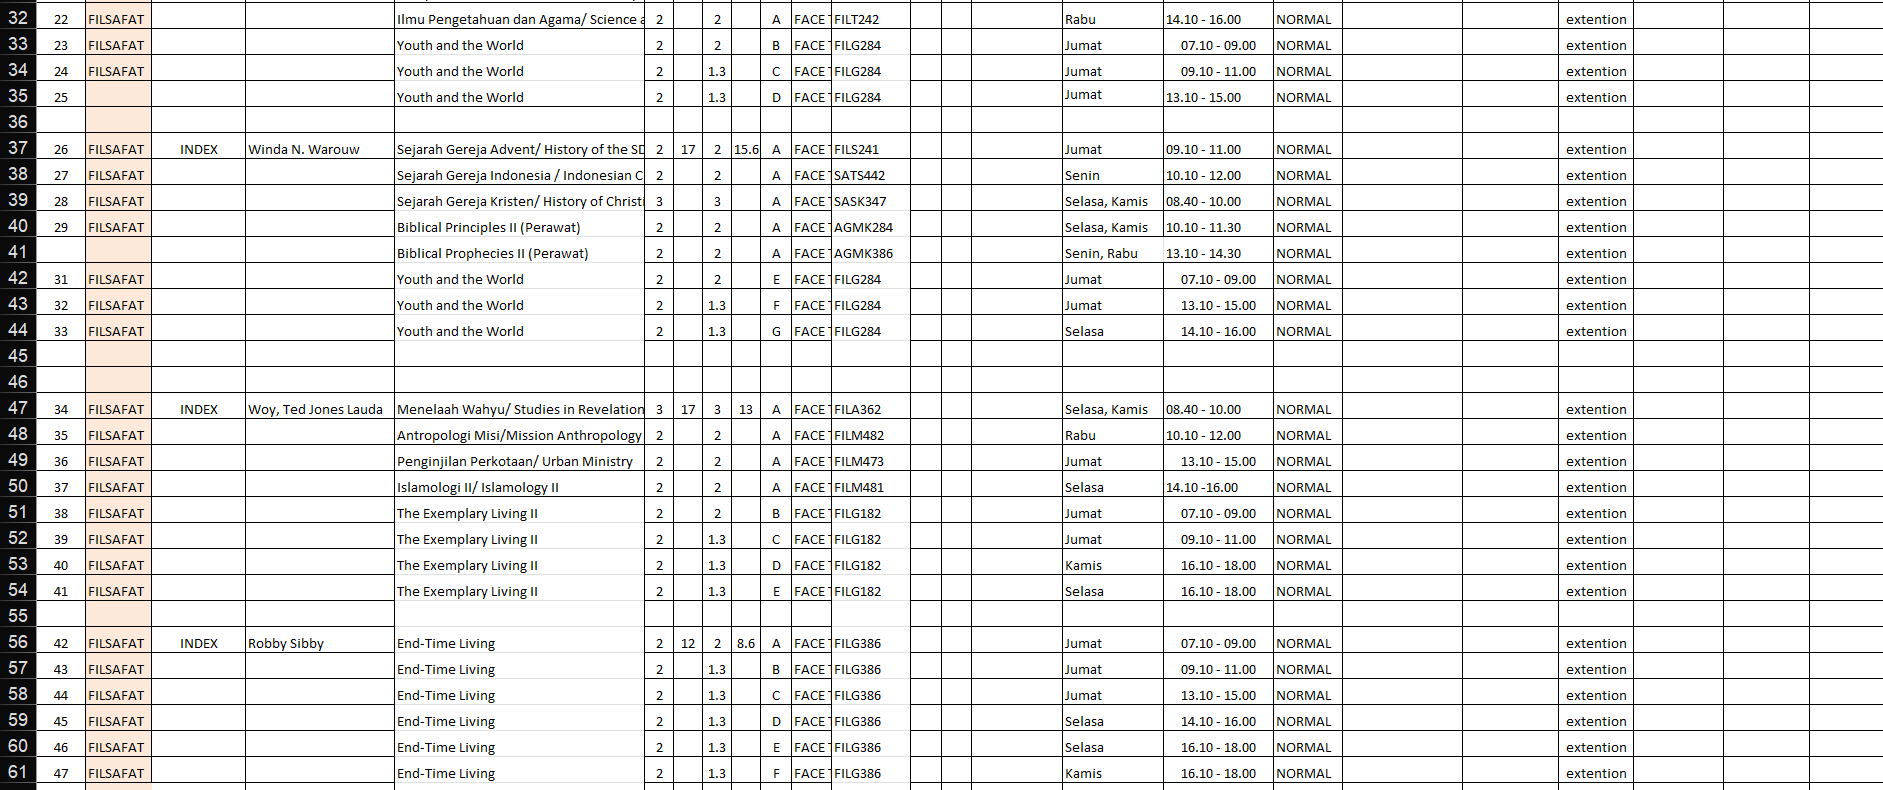 32 22 FILSAFAT Ilmu Pengetahuan dan Agama/ Science a 2 2 A FACE T FILT242 Rabu 14.10 - 16.00 NORMAL extention
33 23 FILSAFAT Youth and the World 2 2 B FACE T FILG284 Jumat 07.10 - 09.00 NORMAL extention
34 24 FILSAFAT Youth and the World 2 1.3 C FACE T FILG284 Jumat 09.10 - 11.00 NORMAL extention
35 25 Youth and the World 2 1.3 D FACE T FILG284 Jumat 13.10 - 15.00 NORMAL extention
36
37 26 FILSAFAT INDEX Winda N. Warouw Sejarah Gereja Advent/ History of the SD 2 17 2 15.6 A FACE T FILS241 Jumat 09.10 - 11.00 NORMAL extention
38 27 FILSAFAT Sejarah Gereja Indonesia / Indonesian C 2 2 A FACE T SATS442 Senin 10.10 - 12.00 NORMAL extention
39 28 FILSAFAT Sejarah Gereja Kristen/ History of Christi 3 3 A FACE T SASK347 Selasa, Kamis 08.40 - 10.00 NORMAL extention
40 29 FILSAFAT Biblical Principles II (Perawat) 2 2 A FACE T AGMK284 Selasa, Kamis 10.10 - 11.30 NORMAL extention
41 Biblical Prophecies II (Perawat) 2 2 A FACE T AGMK386 Senin, Rabu 13.10 - 14.30 NORMAL extention
42 31 FILSAFAT Youth and the World 2 2 E FACE T FILG284 Jumat 07.10 - 09.00 NORMAL extention
43 32 FILSAFAT Youth and the World 2 1.3 F FACE T FILG284 Jumat 13.10 - 15.00 NORMAL extention
44 33 FILSAFAT Youth and the World 2 1.3 G FACE T FILG284 Selasa 14.10 - 16.00 NORMAL extention
45
46
47 34 FILSAFAT INDEX Woy, Ted Jones Lauda Menelaah Wahyu/ Studies in Revelation 3 17 3 13 A FACE T FILA362 Selasa, Kamis 08.40 - 10.00 NORMAL extention
48 35 FILSAFAT Antropologi Misi/Mission Anthropology 2 2 A FACE T FILM482 Rabu 10.10 - 12.00 NORMAL extention
49 36 FILSAFAT Penginjilan Perkotaan/ Urban Ministry 2 2 A FACE T FILM473 Jumat 13.10 - 15.00 NORMAL extention
50 37 FILSAFAT Islamologi II/ Islamology II 2 2 A FACE T FILM481 Selasa 14.10 -16.00 NORMAL extention
51 38 FILSAFAT The Exemplary Living II 2 2 B FACE T FILG182 Jumat 07.10 - 09.00 NORMAL extention
52 39 FILSAFAT The Exemplary Living II 2 1.3 C FACE T FILG182 Jumat 09.10 - 11.00 NORMAL extention
53 40 FILSAFAT The Exemplary Living II 2 1.3 D FACE T FILG182 Kamis 16.10 - 18.00 NORMAL extention
54 41 FILSAFAT The Exemplary Living II 2 1.3 E FACE T FILG182 Selasa 16.10 - 18.00 NORMAL extention
55
56 42 FILSAFAT INDEX Robby Sibby End-Time Living 2 12 2 8.6 A FACE T FILG386 Jumat 07.10 - 09.00 NORMAL extention
57 43 FILSAFAT End-Time Living 2 1.3 B FACE T FILG386 Jumat 09.10 - 11.00 NORMAL extention
58 44 FILSAFAT End-Time Living 2 1.3 C FACE T FILG386 Jumat 13.10 - 15.00 NORMAL extention
59 45 FILSAFAT End-Time Living 2 1.3 D FACE T FILG386 Selasa 14.10 - 16.00 NORMAL extention
60 46 FILSAFAT End-Time Living 2 1.3 E FACE T FILG386 Selasa 16.10 - 18.00 NORMAL extention
61 47 FILSAFAT End-Time Living 2 1.3 F FACE T FILG386 Kamis 16.10 - 18.00 NORMAL extention